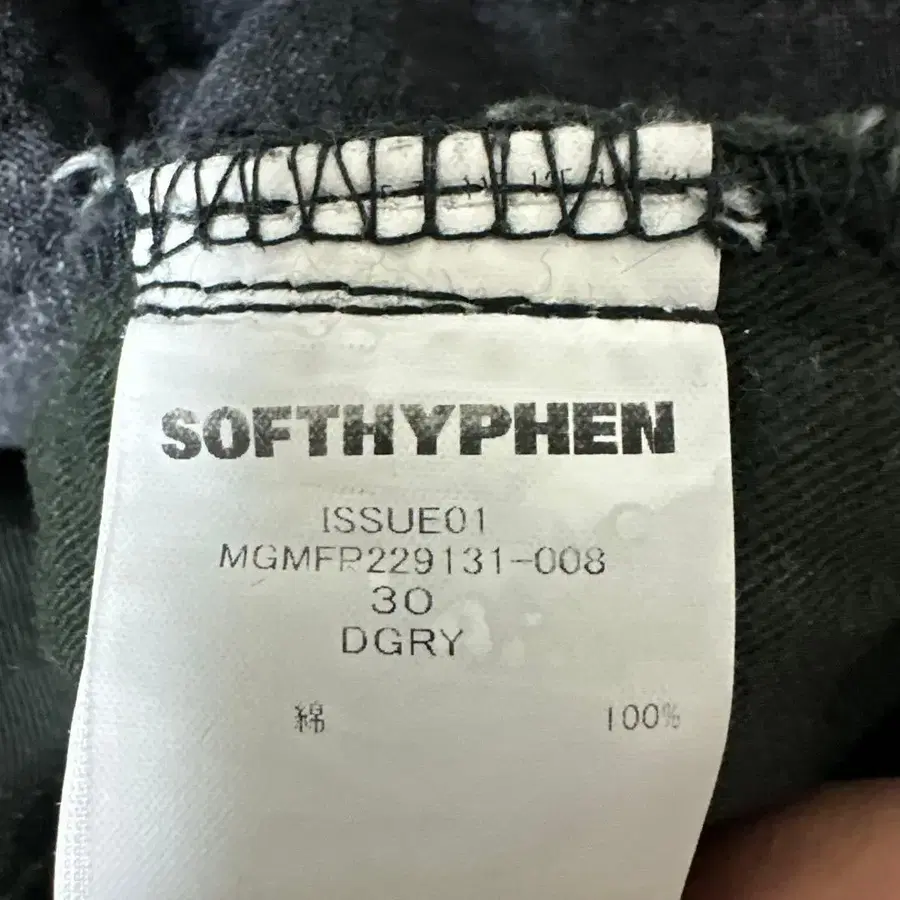 SOFTHYPHEN
ISSUE01
MGMFP229131-008
30
DGRY
綿 100%